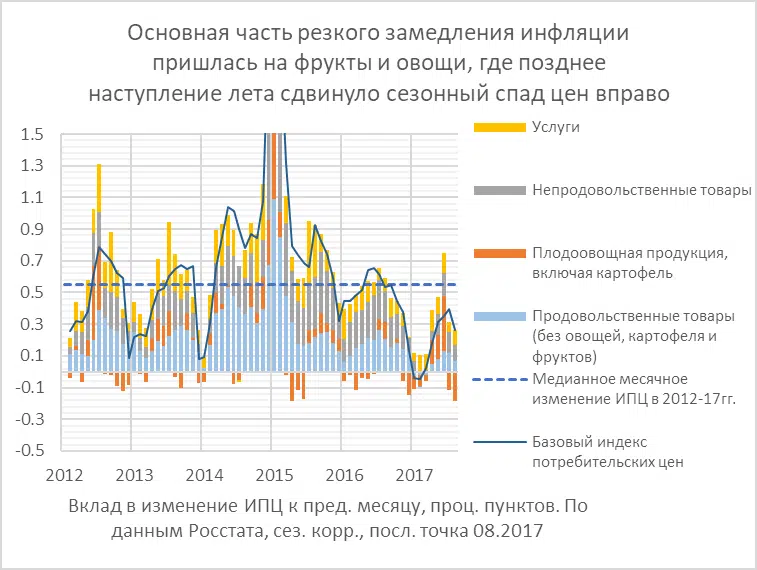 Основная часть резкого замедления инфляции
пришлась на фрукты и овощи, где позднее
наступление лета сдвинуло сезонный спад цен вправо
1.5
1.3
1.1
0.9
0.7
0.5
0.3
0.1
-0.1
-0.3
-0.5
2012 2013 2014 2015 2016 2017
Услуги
Непродовольственные товары
Плодоовощная продукция,
включая картофель
Продовольственные товары
(без овощей, картофеля и
фруктов)
Медианное месячное
изменение ИПЦ в 2012-17гг.
Базовый индекс
потребительских цен
Вклад в изменение ИПЦ к пред. месяцу, проц. пунктов. По
данным Росстата, сез. корр., посл. точка 08.2017